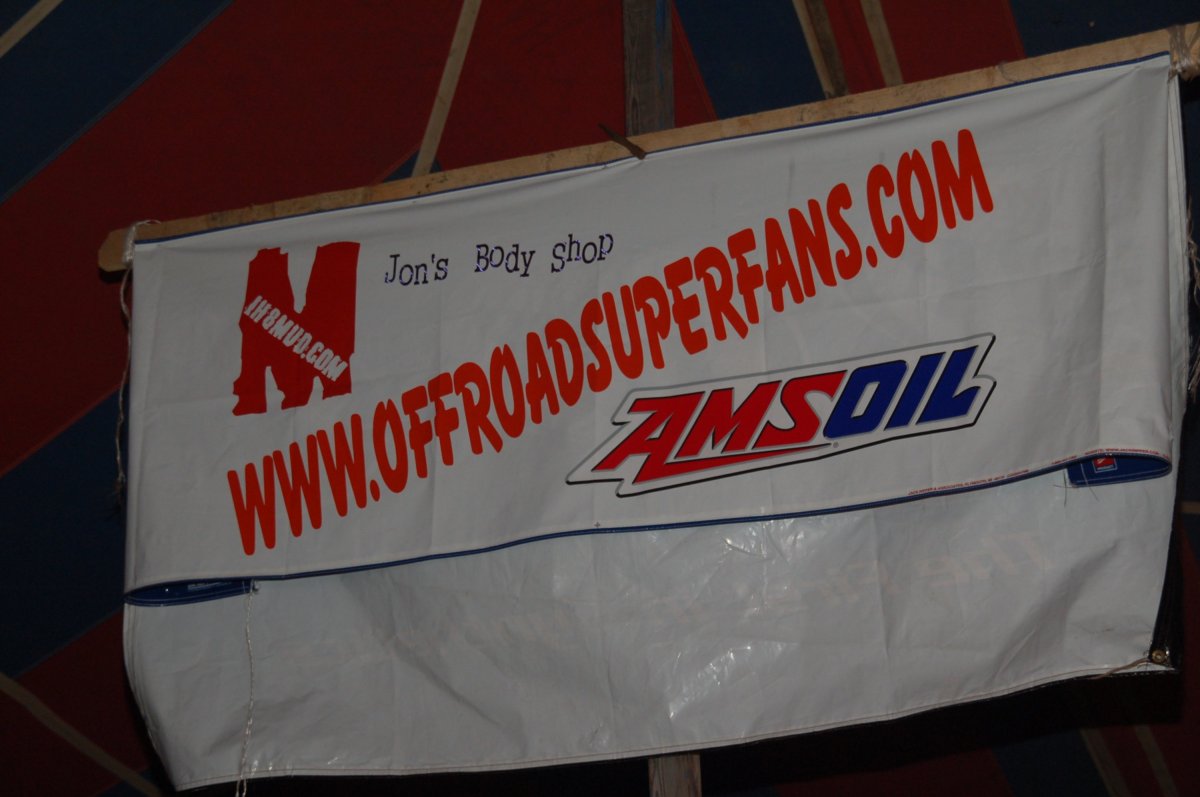 Jon's Body Shop
M
IH8MUD.COM
WWW.OFFROADSUPERFANS.COM
AMSOIL